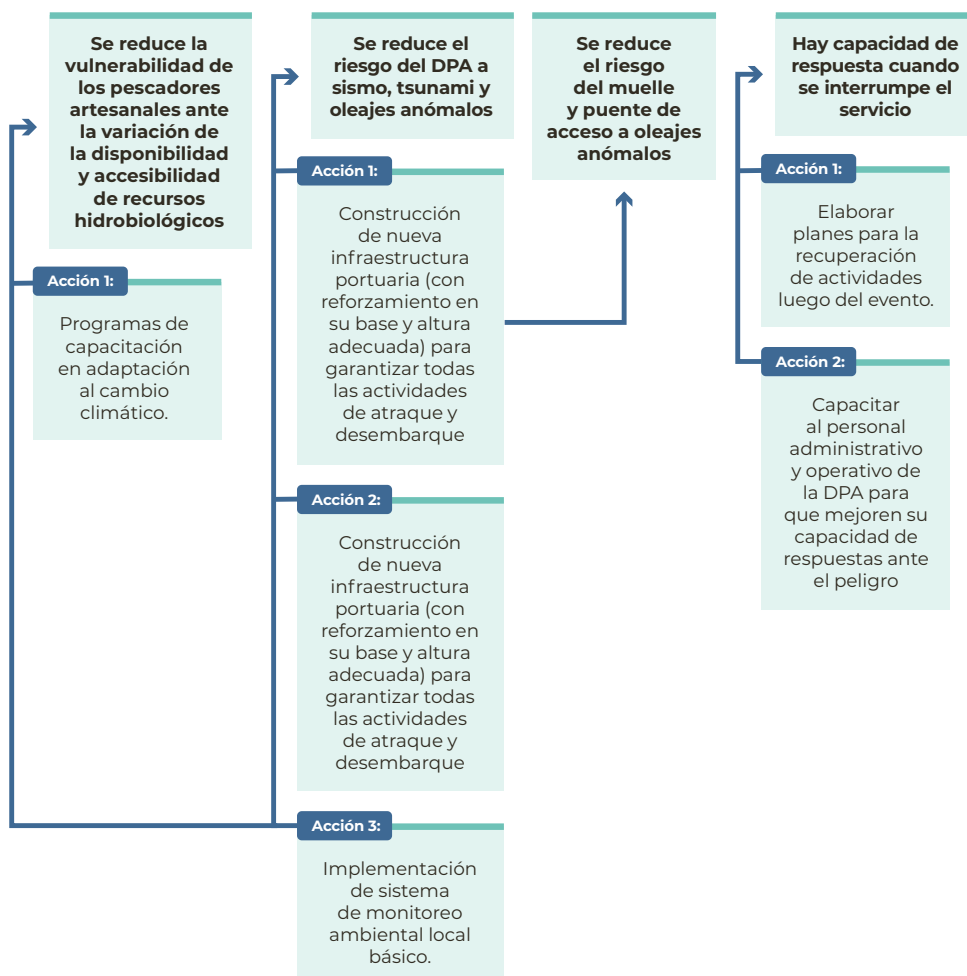 Se reduce la
vulnerabilidad de
los pescadores
artesanales ante
la variación de
la disponibilidad
y accesibilidad
de recursos
hidrobiológicos
Acción 1:
Programas de
capacitación
en adaptación
al cambio
climático.
Se reduce el
riesgo del DPA a
sismo, tsunami y
oleajes anómalos
Acción 1:
Construcción
de nueva
infraestructura
portuaria (con
reforzamiento en
su base y altura
adecuada) para
garantizar todas
las actividades
de atraque y
desembarque
Acción 2:
Construcción
de nueva
infraestructura
portuaria (con
reforzamiento en
su base y altura
adecuada) para
garantizar todas
las actividades
de atraque y
desembarque
Acción 3:
Implementación
de sistema
de monitoreo
ambiental local
básico.
Se reduce
el riesgo
del muelle
y puente de
acceso a oleajes
anómalos
Hay capacidad de
respuesta cuando
se interrumpe el
servicio
Acción 1:
Elaborar
planes para la
recuperación
de actividades
luego del evento.
Acción 2:
Capacitar
al personal
administrativo
y operativo de
la DPA para
que mejoren su
capacidad de
respuestas ante
el peligro